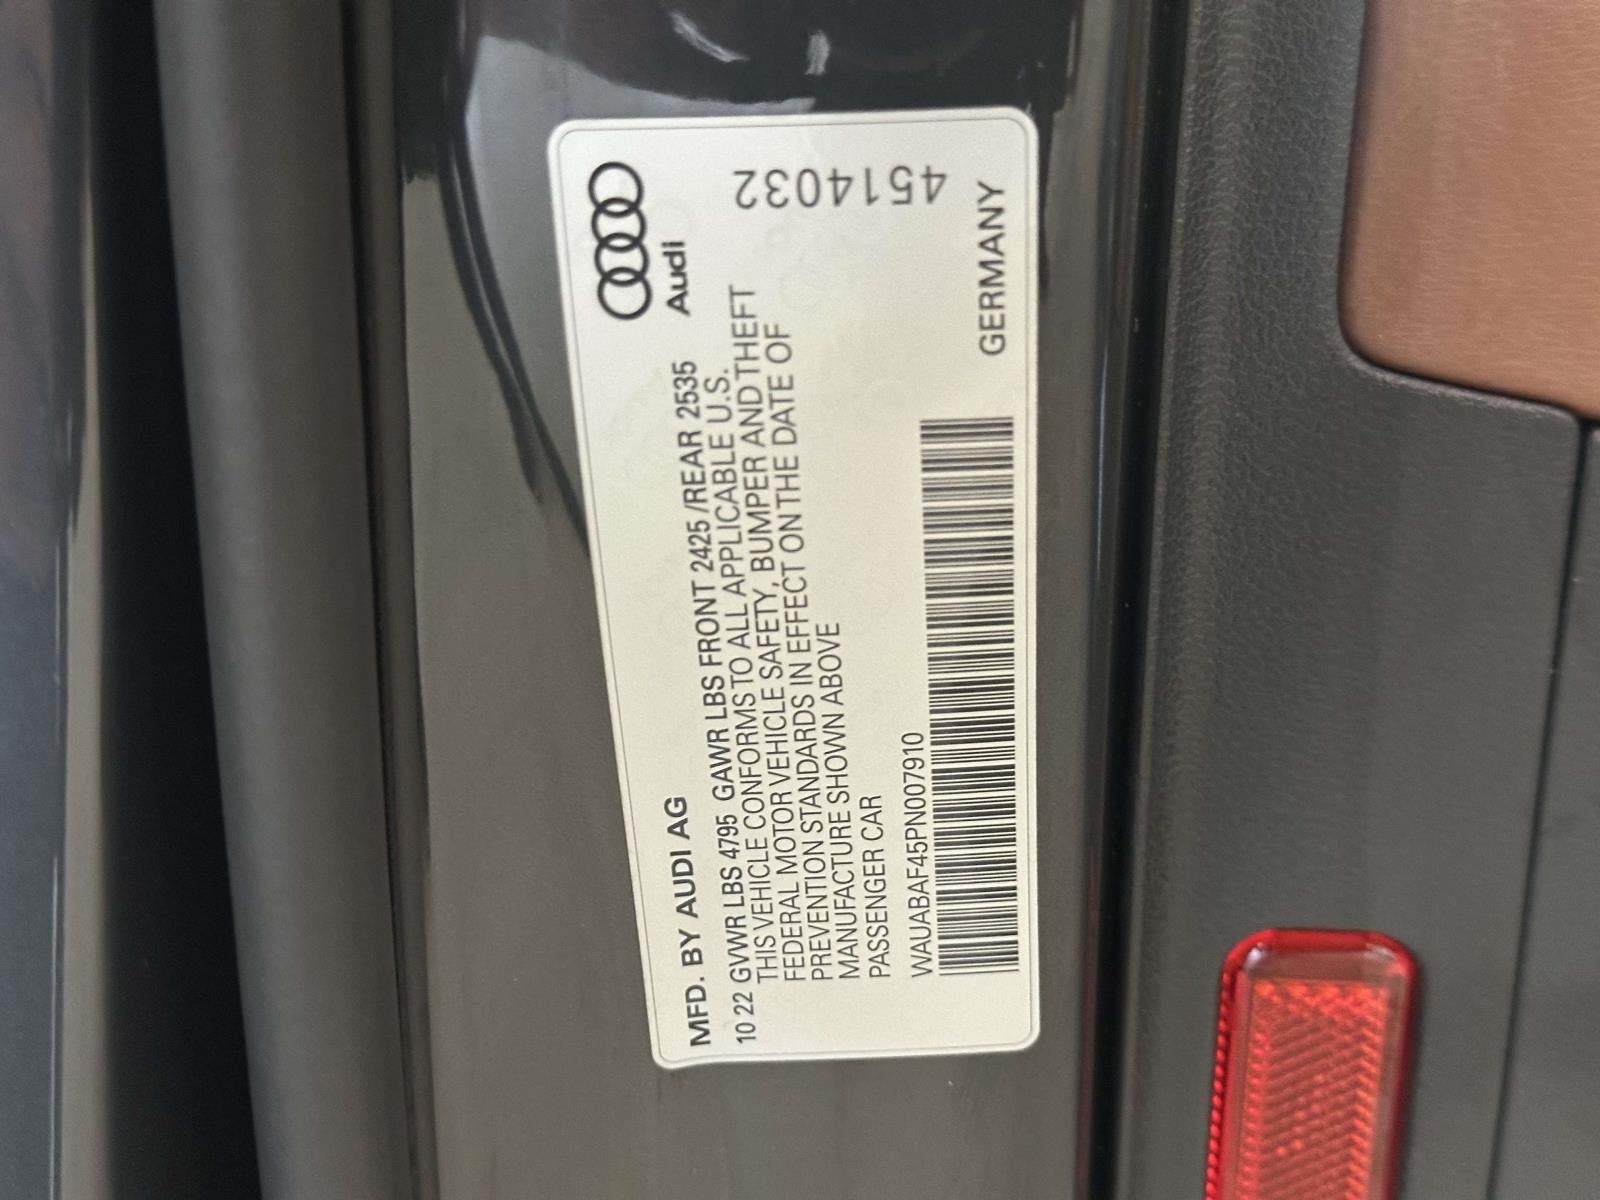 MFD. BY AUDI AG
Audi
10 22 GVWR LBS 4795 GAWR LBS FRONT 2425 /REAR 2535
THIS VEHICLE CONFORMS TO ALL APPLICABLE U.S.
FEDERAL MOTOR VEHICLE SAFETY, BUMPER AND THEFT
PREVENTION STANDARDS IN EFFECT ON THE DATE OF
MANUFACTURE SHOWN ABOVE
PASSENGER CAR
4514032
WAUABAF45PN007910
GERMANY